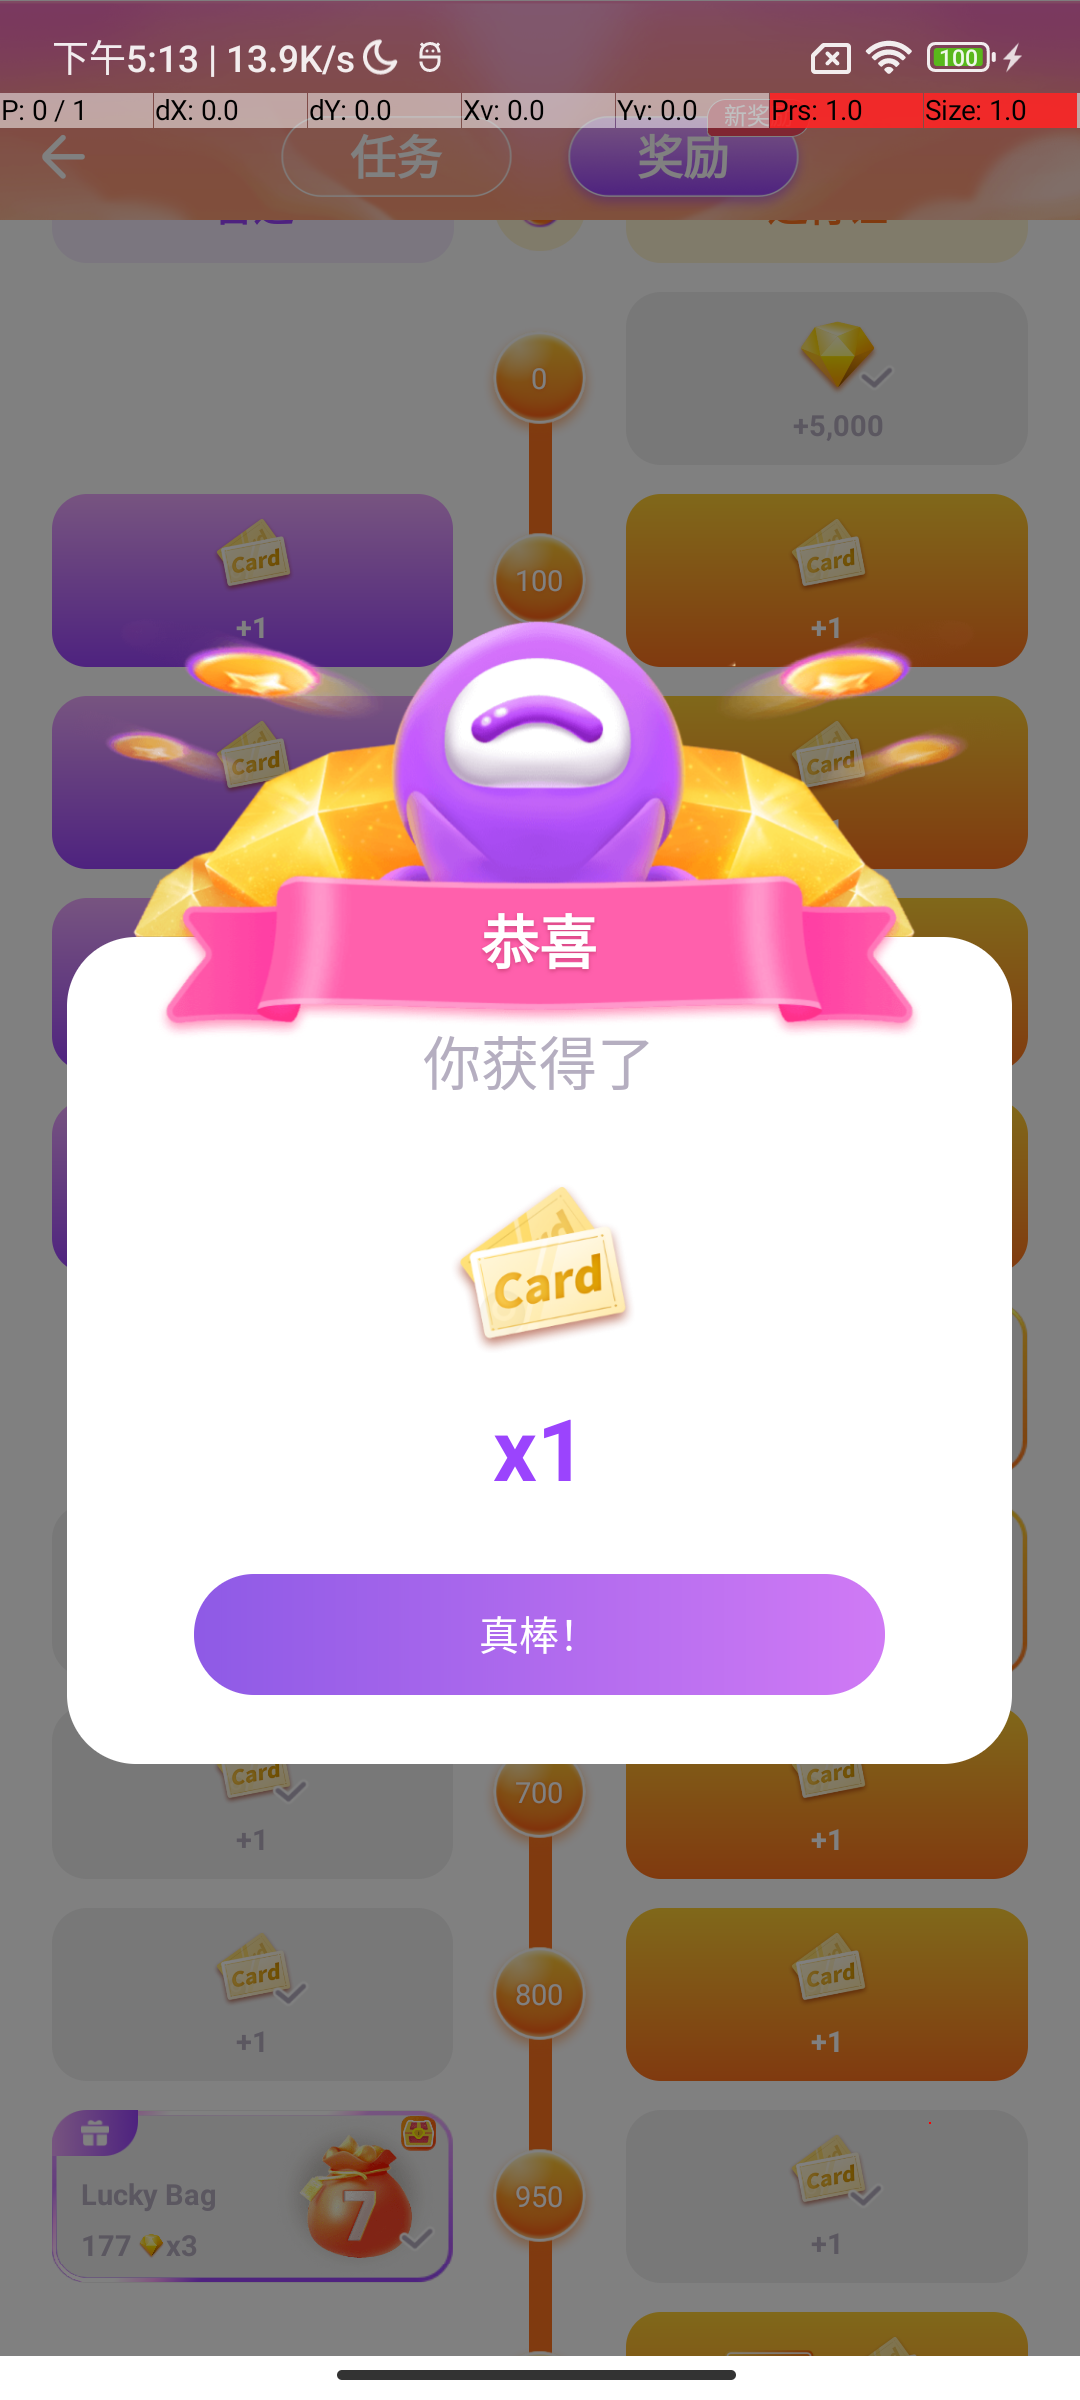 下午5:13 | 13.9K/s
100
P: 0 / 1
dX: 0.0
dY: 0.0
Xv: 0.0
Yv: 0.0
Prs: 1.0
Size: 1.0
任务
奖励
新奖
0
+5,000
Card
+1
100
Card
+1
Card
Card
恭喜
你获得了
Card
x1
真棒！
Card
+1
700
Card
+1
Card
+1
800
Card
+1
Lucky Bag
177 x3
7
950
Card
+1